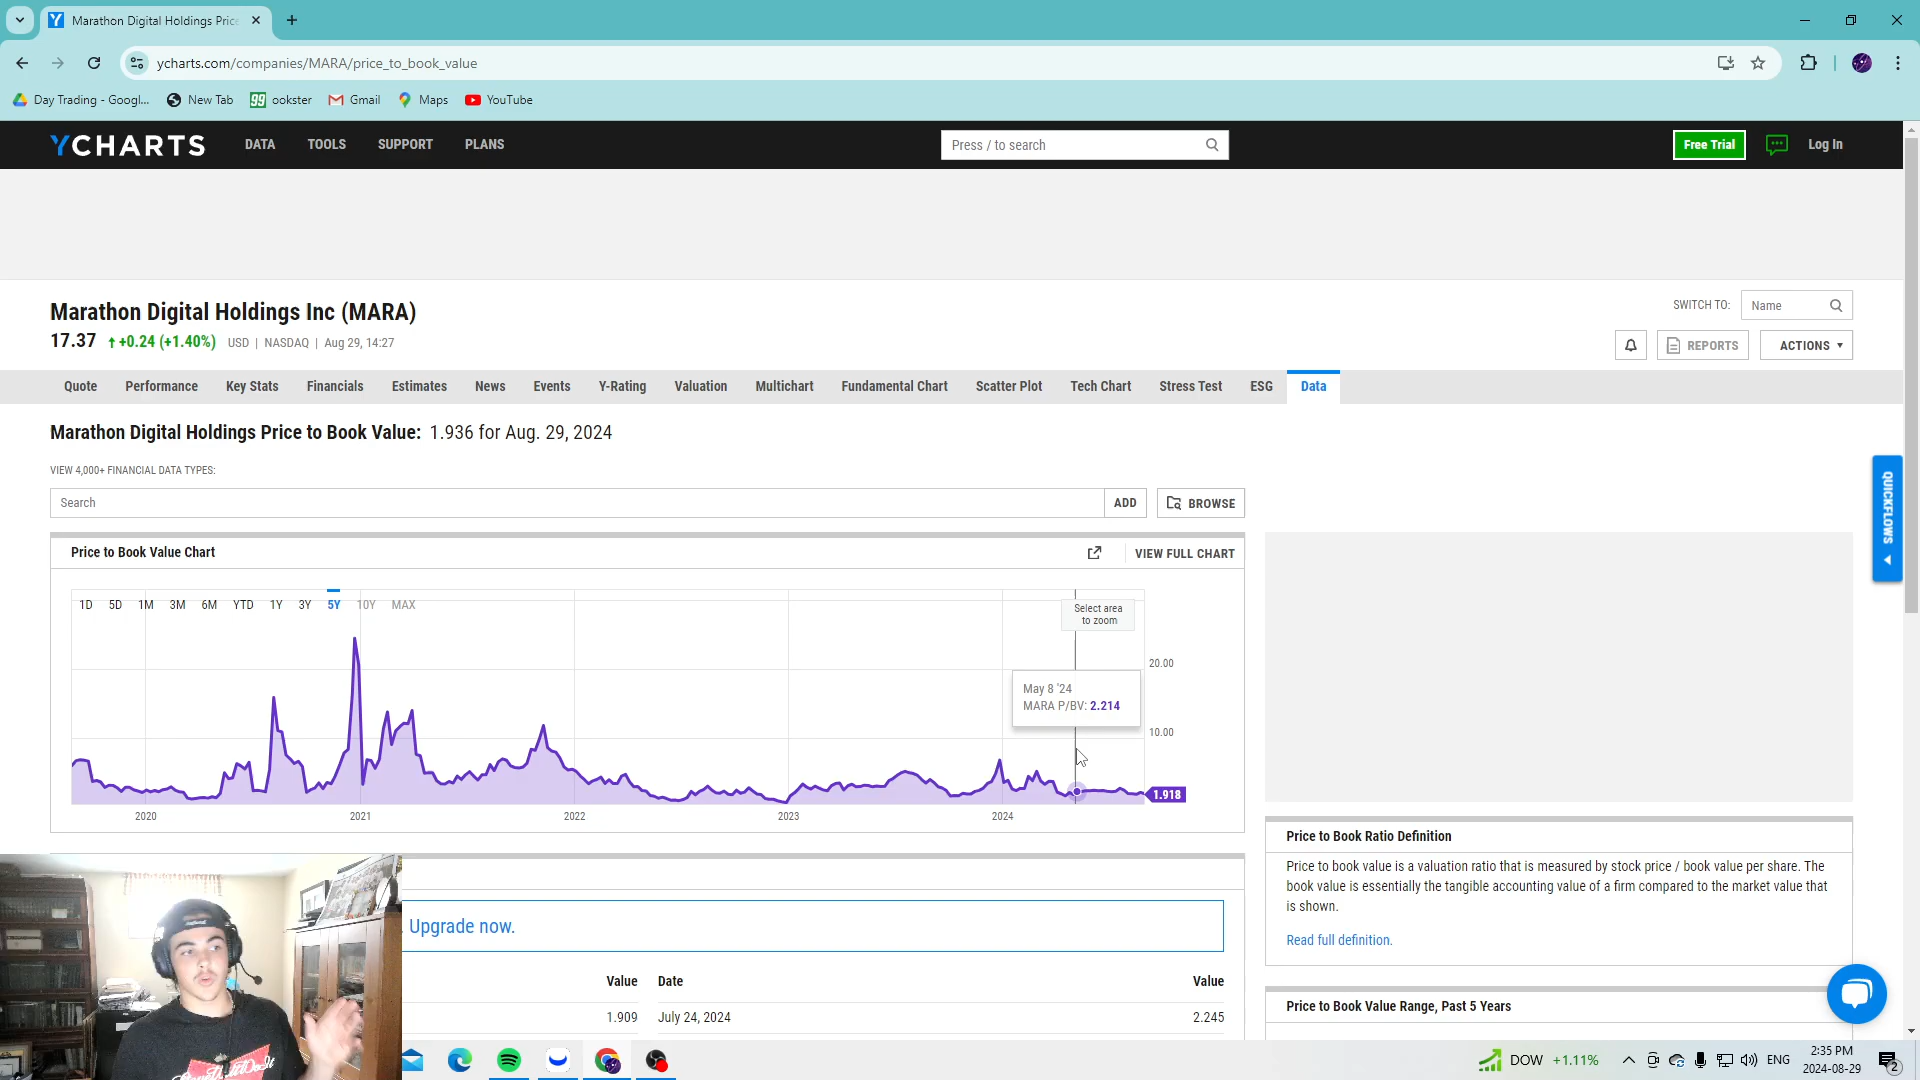 Marathon Digital Holdings Pric
ycharts.com/companies/MARA/price_to_book_value
Day Trading - Googl...
New Tab
99 ookster
Gmail
Maps
YouTube
YCHARTS
DATA
TOOLS
SUPPORT
PLANS
Press / to search
Free Trial
Log In
Marathon Digital Holdings Inc (MARA)
SWITCH TO:
Name
17.37 +0.24 (+1.40%) USD | NASDAQ | Aug 29, 14:27
REPORTS
ACTIONS
Quote
Performance
Key Stats
Financials
Estimates
News
Events
Y-Rating
Valuation
Multichart
Fundamental Chart
Scatter Plot
Tech Chart
Stress Test
ESG
Data
Marathon Digital Holdings Price to Book Value: 1.936 for Aug. 29, 2024
VIEW 4,000+ FINANCIAL DATA TYPES:
Search
ADD
BROWSE
QUICKFLOWS
Price to Book Value Chart
VIEW FULL CHART
1D 5D 1M 3M 6M YTD 1Y 3Y 5Y 10Y MAX
Select area
to zoom
20.00
May 8 '24
MARA P/BV: 2.214
10.00
1.918
2020
2021
2022
2023
2024
Price to Book Ratio Definition
Price to book value is a valuation ratio that is measured by stock price / book value per share. The
book value is essentially the tangible accounting value of a firm compared to the market value that
is shown.
Read full definition.
Upgrade now.
Value
Date
Value
1.909
July 24, 2024
2.245
Price to Book Value Range, Past 5 Years
DOW +1.11%
ENG
2:35 PM
2024-08-29
2